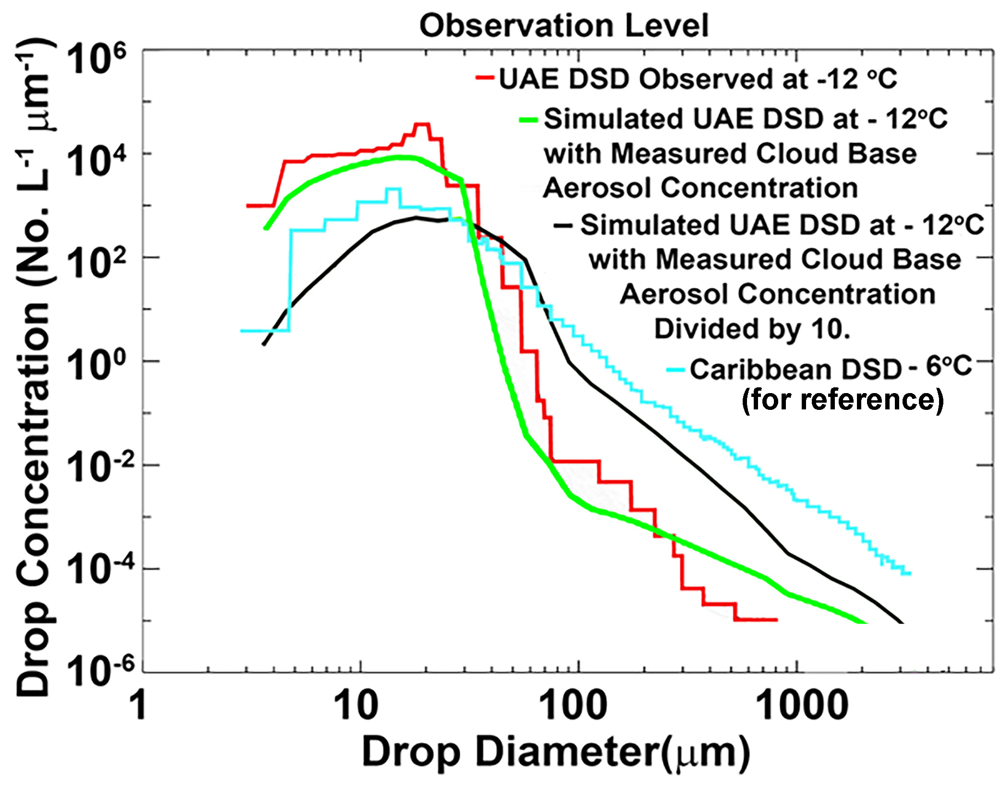 Observation Level
Drop Concentration (No. L⁻¹ μm⁻¹)
10⁶
10⁴
10²
10⁰
10⁻²
10⁻⁴
10⁻⁶
UAE DSD Observed at -12 °C
Simulated UAE DSD at - 12°C
with Measured Cloud Base
Aerosol Concentration
Simulated UAE DSD at - 12°C
with Measured Cloud Base
Aerosol Concentration
Divided by 10.
Caribbean DSD - 6°C
(for reference)
1 10 100 1000
Drop Diameter(μm)